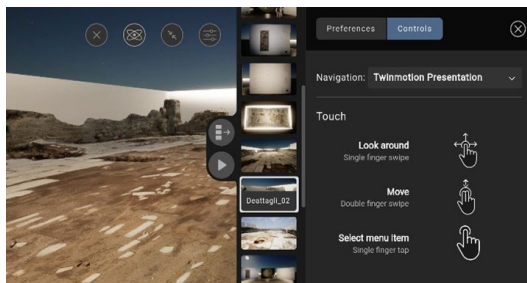 Preferences
Controls
Navigation: Twinmotion Presentation
Touch
Look around
Single finger swipe
Deattagli_02
Move
Double finger swipe
Select menu item
Single finger tap